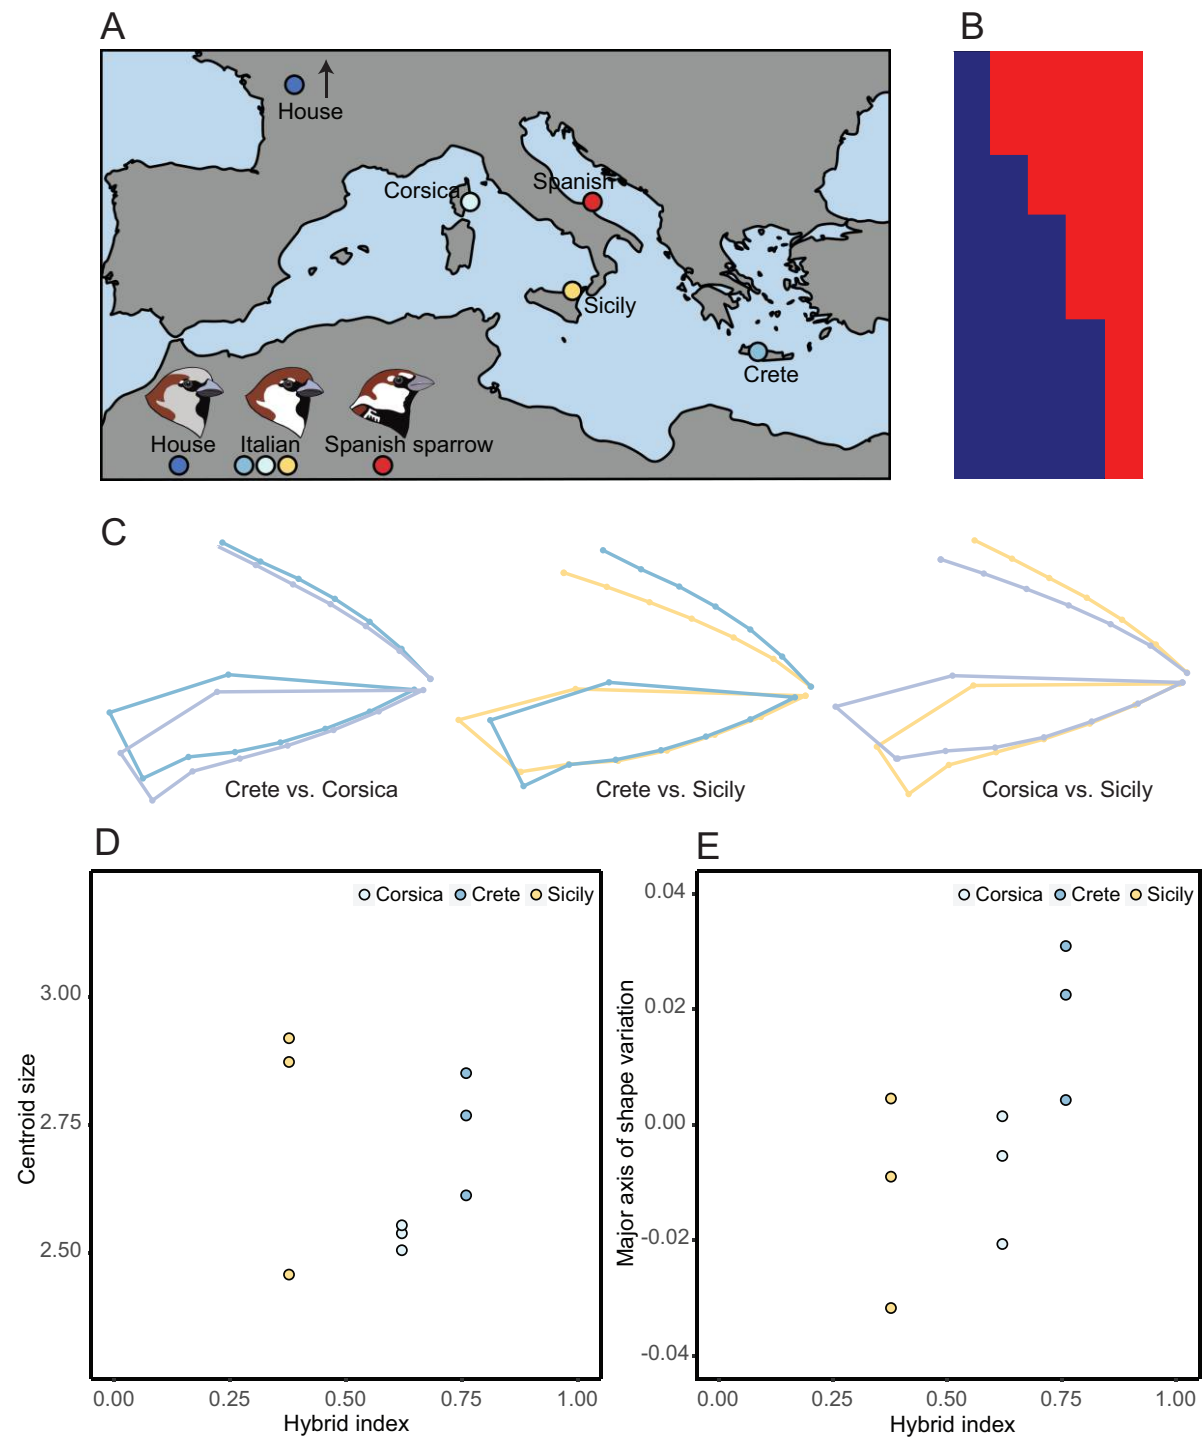 A
B
House
Corsica
Spanish
Sicily
Crete
House Italian Spanish sparrow
C
Crete vs. Corsica
Crete vs. Sicily
Corsica vs. Sicily
D
Corsica Crete Sicily
Centroid size
3.00
2.75
2.50
0.00 0.25 0.50 0.75 1.00
Hybrid index
E
Corsica Crete Sicily
Major axis of shape variation
0.04
0.02
0.00
-0.02
-0.04
0.00 0.25 0.50 0.75 1.00
Hybrid index